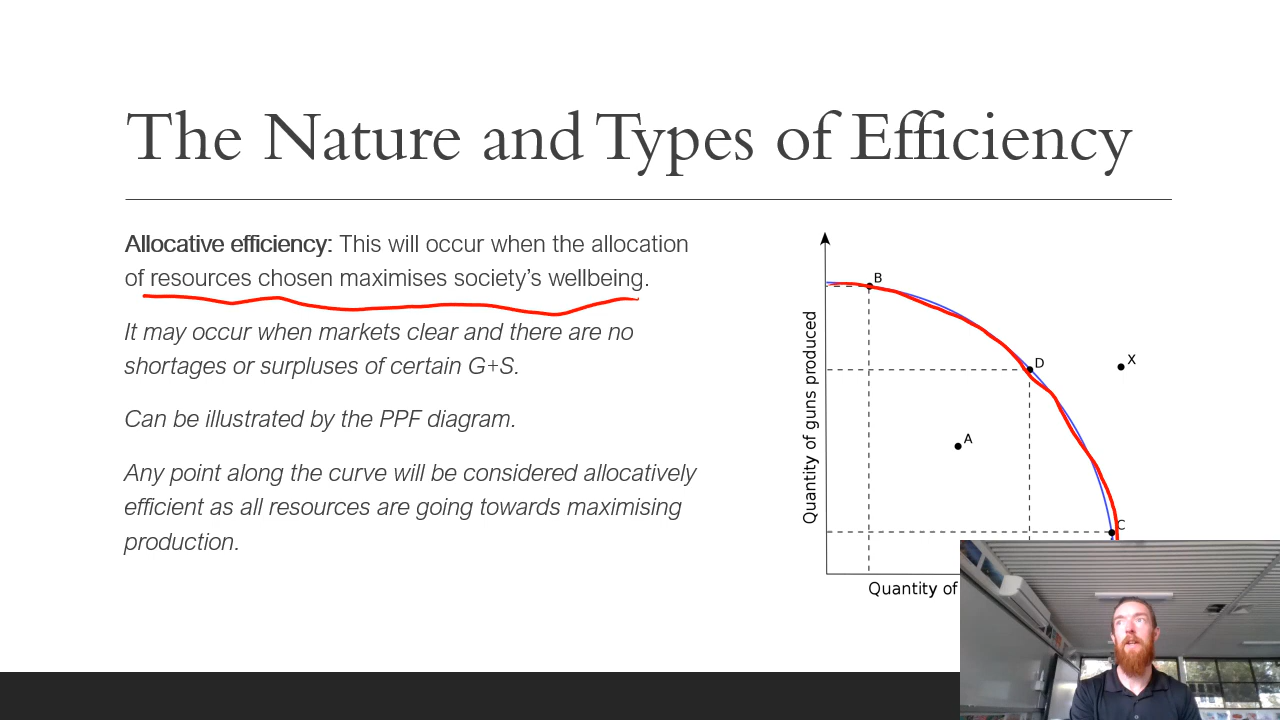 The Nature and Types of Efficiency
Allocative efficiency: This will occur when the allocation
of resources chosen maximises society's wellbeing.
It may occur when markets clear and there are no
shortages or surpluses of certain G+S.
Can be illustrated by the PPF diagram.
Any point along the curve will be considered allocatively
efficient as all resources are going towards maximising
production.
Quantity of guns produced
B
D
X
A
C
Quantity of